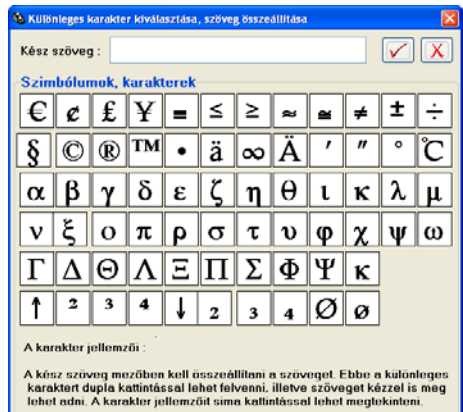 Különleges karakter kiválasztása, szöveg összeállítása
Kész szöveg :
Szimbólumok, karakterek
€ ¢ £ ¥ = ≤ ≥ ≈ ≅ ≠ ± ÷
§ © ® ™ • ä ∞ Ä ′ ″ ° ℃
α β γ δ ε ζ η θ ι κ λ μ
ν ξ ο π ρ σ τ υ φ χ ψ ω
Γ Δ Θ Λ Ξ Π Σ Φ Ψ κ
↑ ² ³ ⁴ ↓ ₂ ₃ ₄ Ø ø
A karakter jellemzői :
A kész szöveg mezőben kell összeállítani a szöveget. Ebbe a különleges
karaktert dupla kattintással lehet felvenni, illetve szöveget kézzel is meg
lehet adni. A karakter jellemzőit sima kattintással lehet megtekinteni.